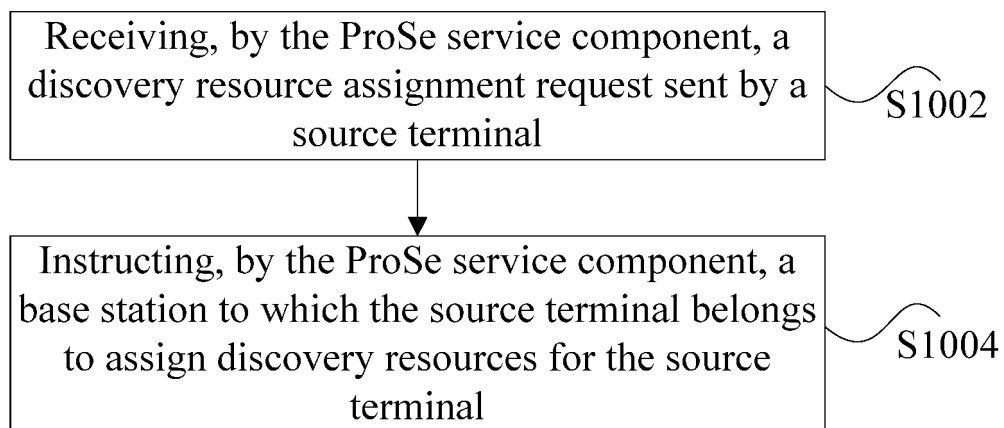 Receiving, by the ProSe service component, a
discovery resource assignment request sent by a
source terminal
S1002
Instructing, by the ProSe service component, a
base station to which the source terminal belongs
to assign discovery resources for the source
terminal
S1004